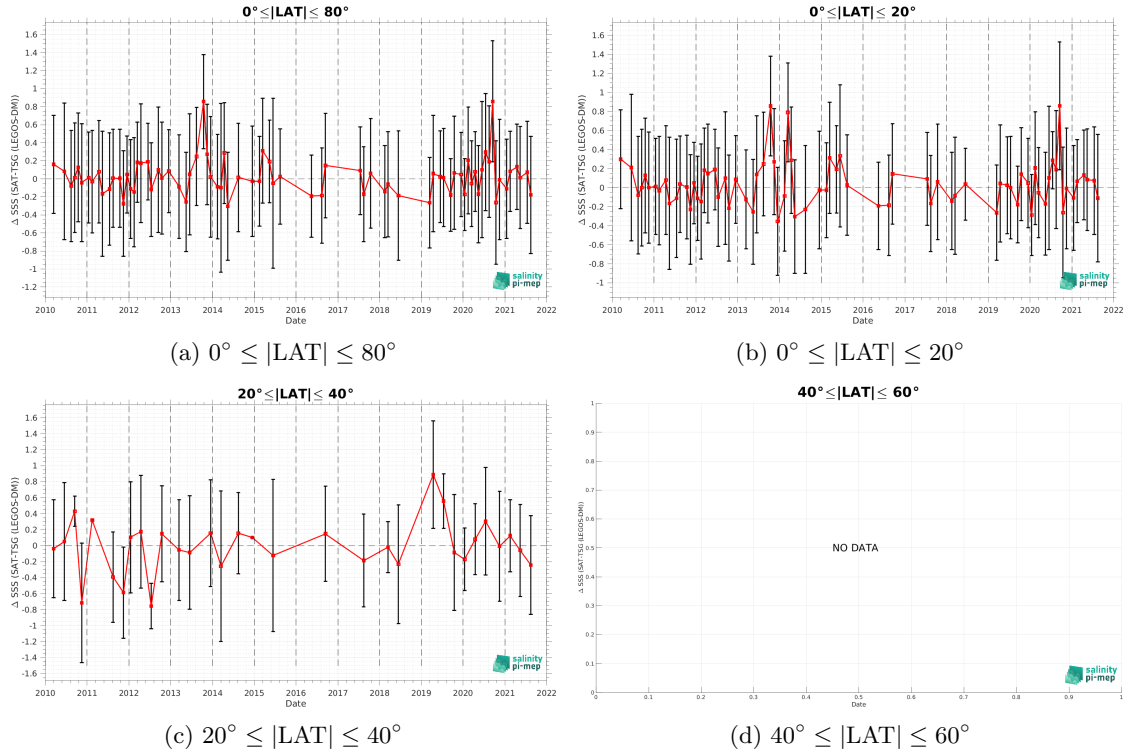 0°≤|LAT|≤ 80°
Δ SSS (SAT-TSG (LEGOS-DM))
1.6
1.4
1.2
1
0.8
0.6
0.4
0.2
0
-0.2
-0.4
-0.6
-0.8
-1
-1.2
2010 2011 2012 2013 2014 2015 2016 2017 2018 2019 2020 2021 2022
Date
salinity
pi-mep
(a) 0° ≤ |LAT| ≤ 80°
0°≤|LAT|≤ 20°
Δ SSS (SAT-TSG (LEGOS-DM))
1.6
1.4
1.2
1
0.8
0.6
0.4
0.2
0
-0.2
-0.4
-0.6
-0.8
-1
2010 2011 2012 2013 2014 2015 2016 2017 2018 2019 2020 2021 2022
Date
salinity
pi-mep
(b) 0° ≤ |LAT| ≤ 20°
20°≤|LAT|≤ 40°
Δ SSS (SAT-TSG (LEGOS-DM))
1.6
1.4
1.2
1
0.8
0.6
0.4
0.2
0
-0.2
-0.4
-0.6
-0.8
-1
-1.2
-1.4
-1.6
2010 2011 2012 2013 2014 2015 2016 2017 2018 2019 2020 2021 2022
Date
salinity
pi-mep
(c) 20° ≤ |LAT| ≤ 40°
40°≤|LAT|≤ 60°
Δ SSS (SAT-TSG (LEGOS-DM))
1
0.9
0.8
0.7
0.6
0.5
0.4
0.3
0.2
0.1
0
NO DATA
0 0.1 0.2 0.3 0.4 0.5 0.6 0.7 0.8 0.9 1
Date
salinity
pi-mep
(d) 40° ≤ |LAT| ≤ 60°